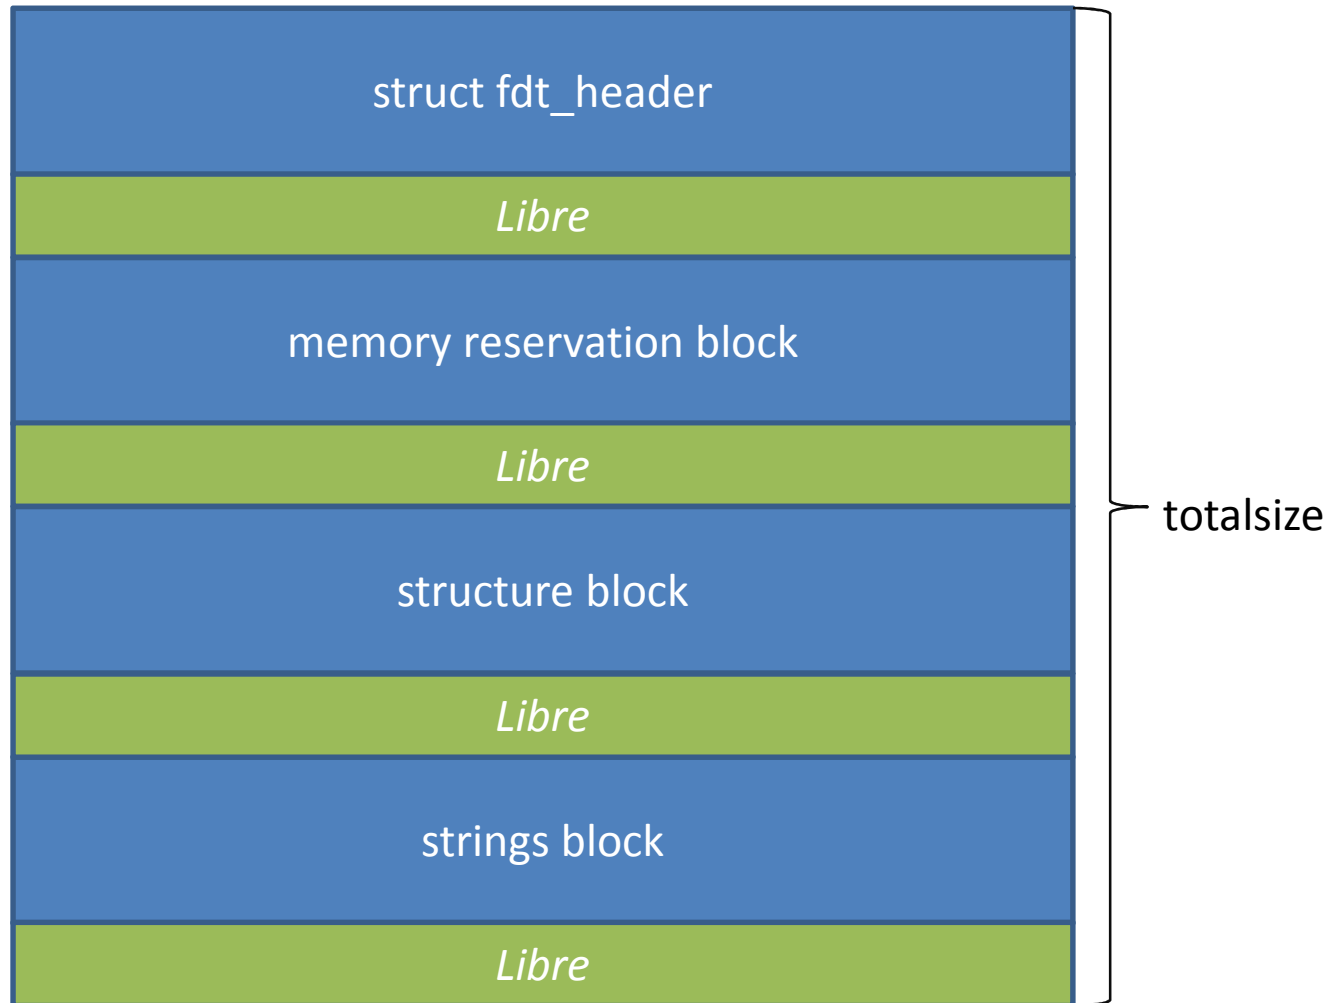 struct fdt_header
Libre
memory reservation block
Libre
totalsize
structure block
Libre
strings block
Libre